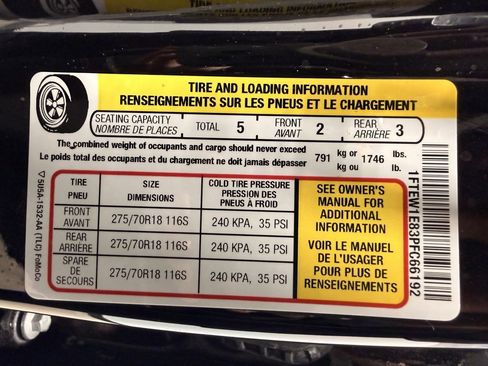 TIRE AND LOADING INFORMATION
RENSEIGNEMENTS SUR LES PNEUS ET LE CHARGEMENT
SEATING CAPACITY
NOMBRE DE PLACES
TOTAL 5
FRONT
AVANT 2
REAR
ARRIÈRE 3
The combined weight of occupants and cargo should never exceed
Le poids total des occupants et du chargement ne doit jamais dépasser
791 kg or
kg ou 1746 lbs.
lb.
TIRE
PNEU
SIZE
DIMENSIONS
COLD TIRE PRESSURE
PRESSION DES
PNEUS À FROID
FRONT
AVANT
275/70R18 116S
240 KPA, 35 PSI
REAR
ARRIÈRE
275/70R18 116S
240 KPA, 35 PSI
SPARE
DE SECOURS
275/70R18 116S
240 KPA, 35 PSI
SEE OWNER'S
MANUAL FOR
ADDITIONAL
INFORMATION
VOIR LE MANUEL
DE L'USAGER
POUR PLUS DE
RENSEIGNEMENTS
5U5A-1532-AA (TLC) FoMoCo
1FTEW1E83PFC66192